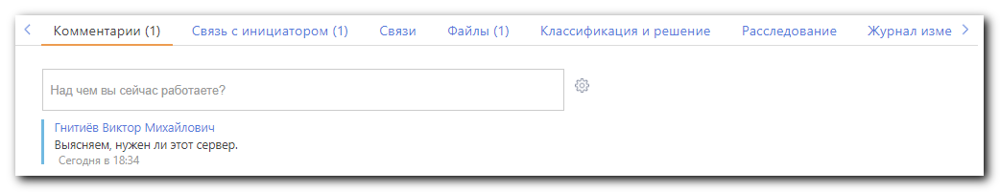 Комментарии (1) Связь с инициатором (1) Связи Файлы (1) Классификация и решение Расследование Журнал изме
Над чем вы сейчас работаете?
Гнитиёв Виктор Михайлович
Выясняем, нужен ли этот сервер.
Сегодня в 18:34